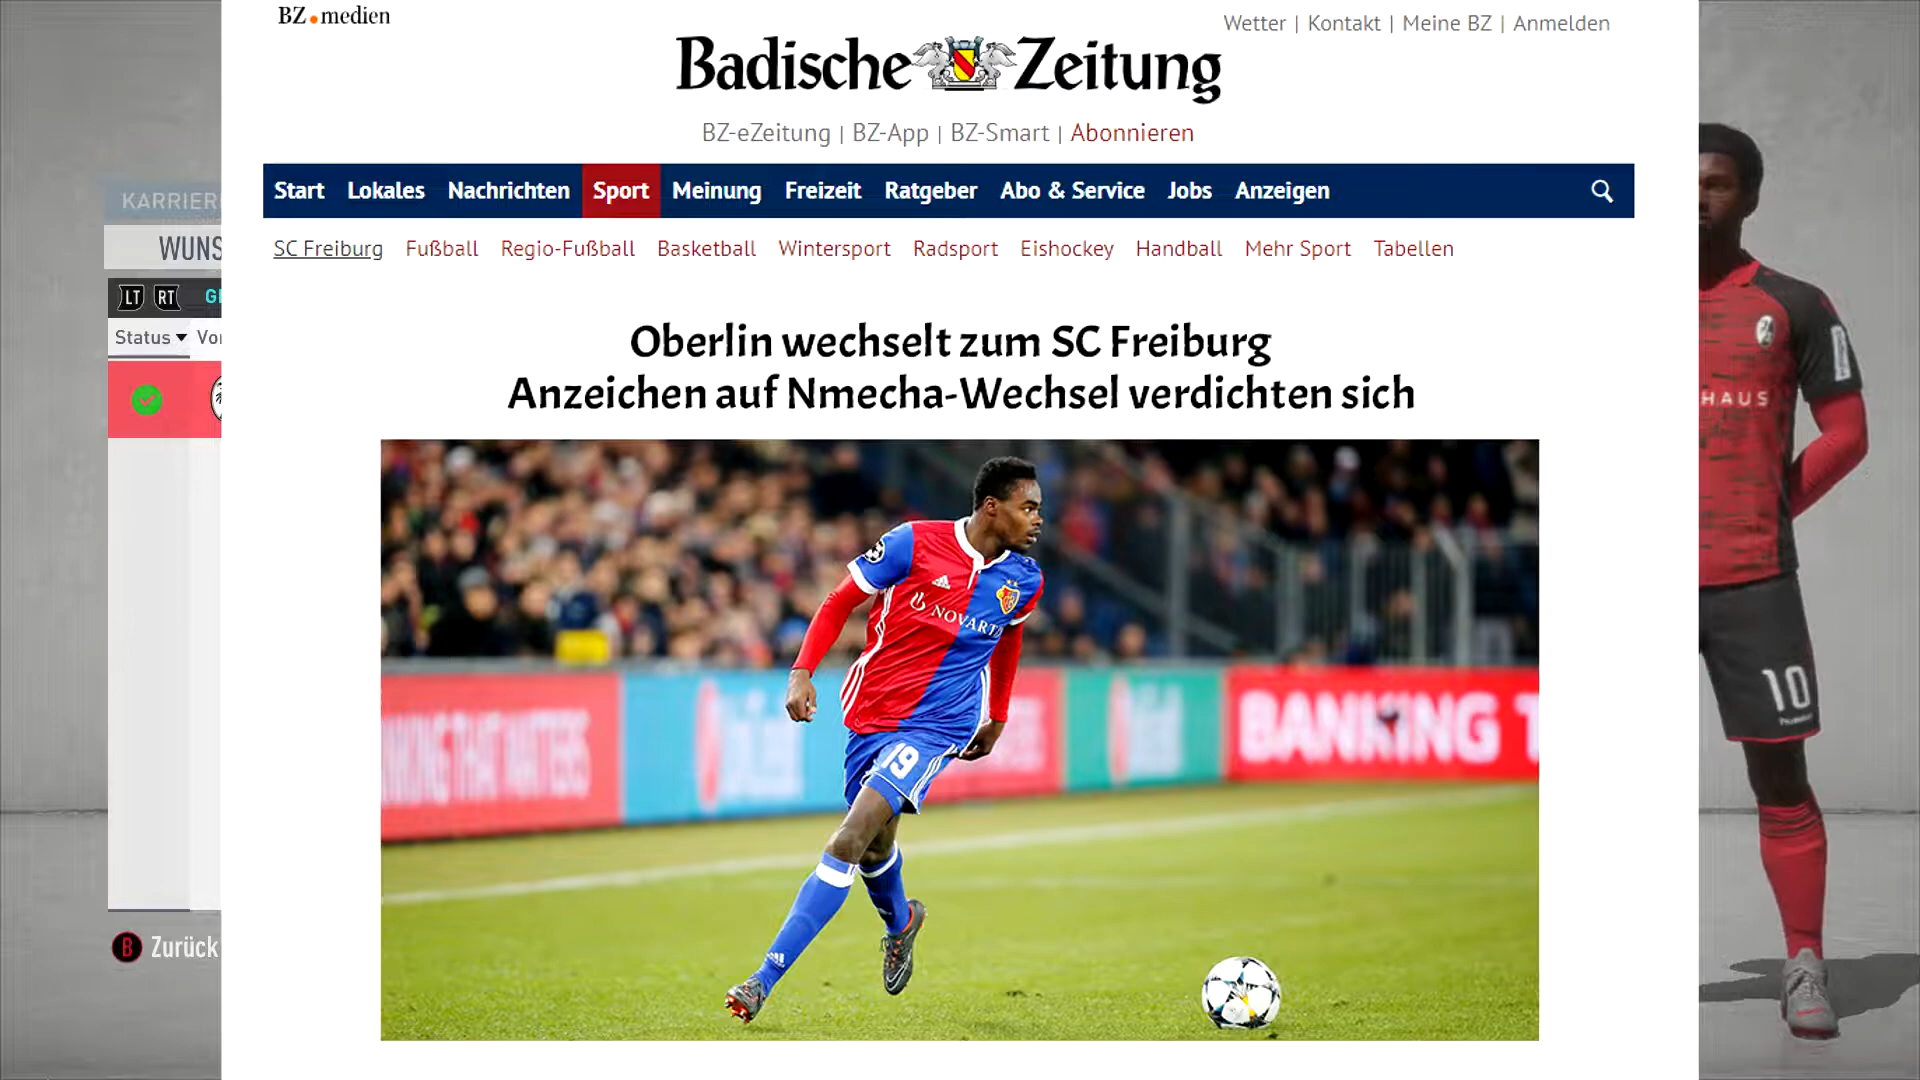 BZ.medien
Wetter | Kontakt | Meine BZ | Anmelden
Badische Zeitung
BZ-eZeitung | BZ-App | BZ-Smart | Abonnieren
Start Lokales Nachrichten Sport Meinung Freizeit Ratgeber Abo & Service Jobs Anzeigen
SC Freiburg Fußball Regio-Fußball Basketball Wintersport Radsport Eishockey Handball Mehr Sport Tabellen
Oberlin wechselt zum SC Freiburg
Anzeichen auf Nmecha-Wechsel verdichten sich
KARRIER
WUNS
LT RT
Status
B Zurück
NOVARTI
19
BANKING T
HAUS
10